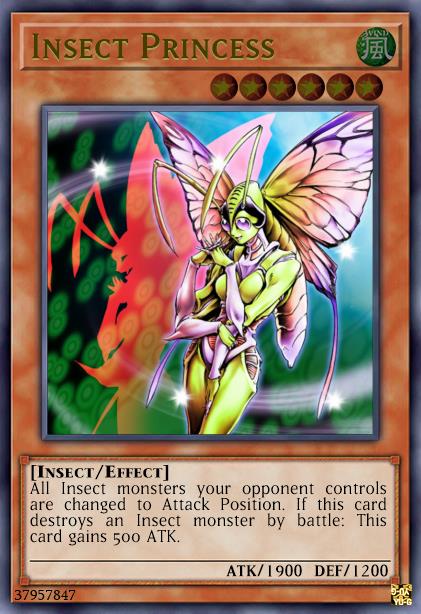 Insect Princess
WIND
風
[Insect/Effect]
All Insect monsters your opponent controls
are changed to Attack Position. If this card
destroys an Insect monster by battle: This
card gains 500 ATK.
ATK/1900 DEF/1200
37957847